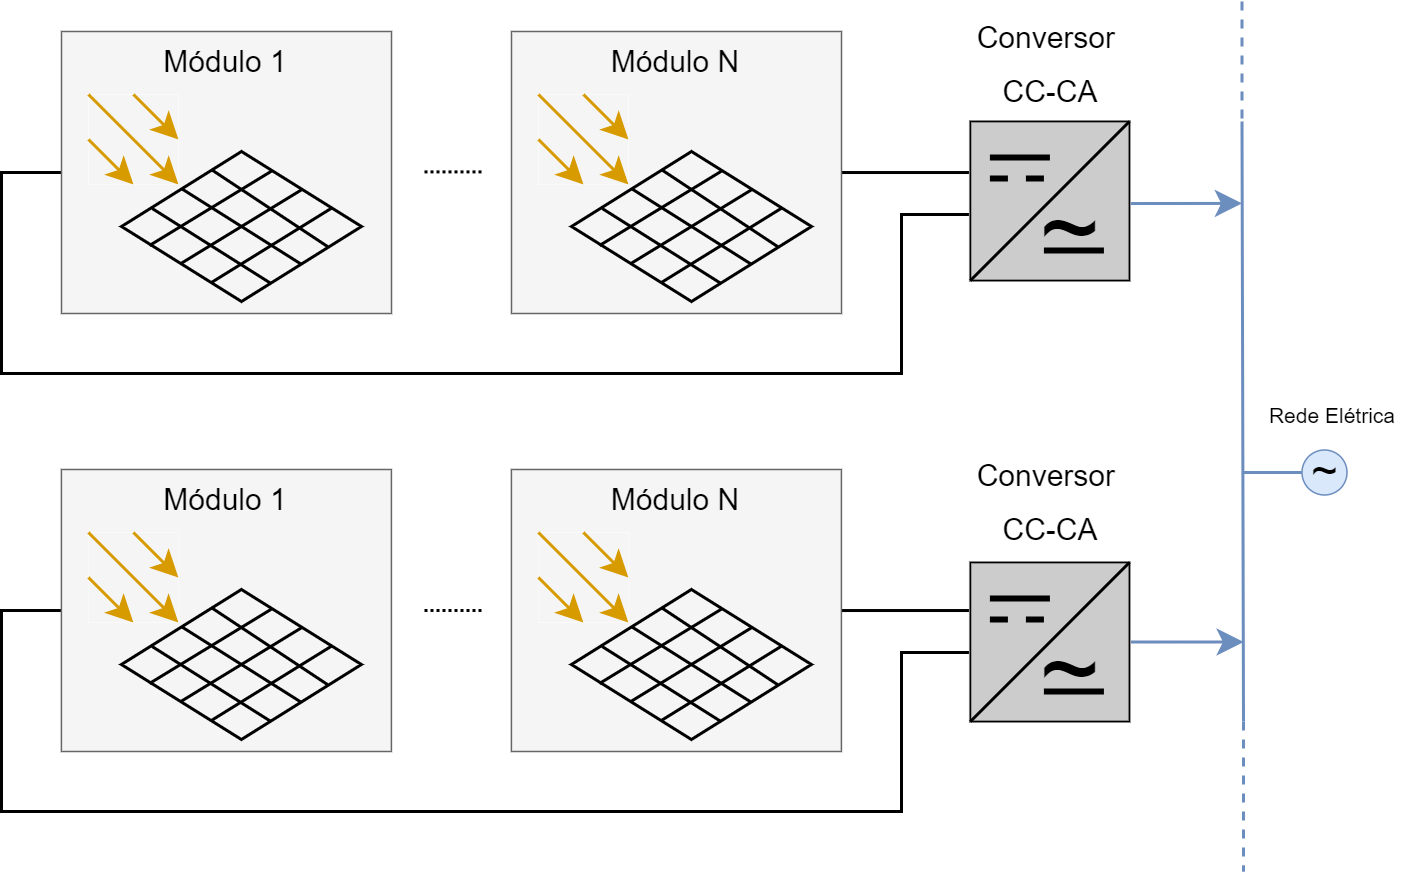 Módulo 1
Módulo N
Conversor
CC-CA
Rede Elétrica
Módulo 1
Módulo N
Conversor
CC-CA